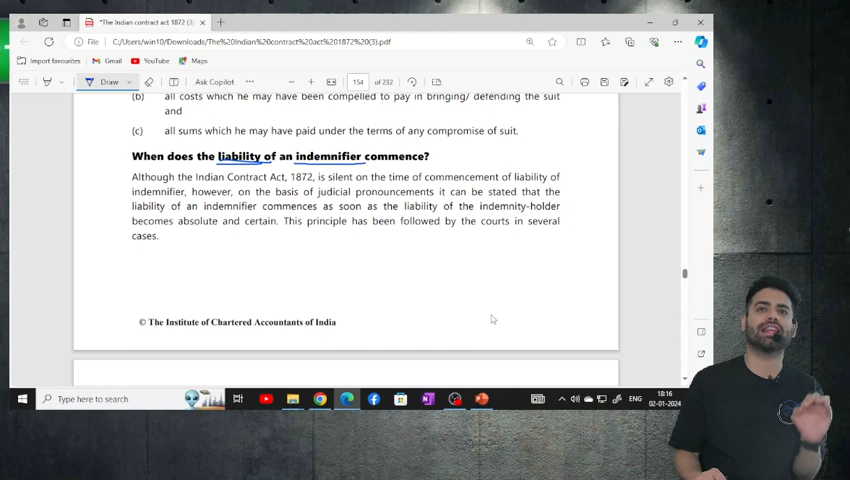 *The Indian contract act 1872 (3)
File
C:/Users/win10/Downloads/The%20Indian%20contract%20act%201872%20(3).pdf
Import favourites
Gmail
YouTube
Maps
Draw
Ask Copilot
154
of 232
(b) all costs which he may have been compelled to pay in bringing/ defending the suit
and
(c) all sums which he may have paid under the terms of any compromise of suit.
When does the liability of an indemnifier commence?
Although the Indian Contract Act, 1872, is silent on the time of commencement of liability of
indemnifier, however, on the basis of judicial pronouncements it can be stated that the
liability of an indemnifier commences as soon as the liability of the indemnity-holder
becomes absolute and certain. This principle has been followed by the courts in several
cases.
© The Institute of Chartered Accountants of India
Type here to search
ENG
18:16
02-01-2024